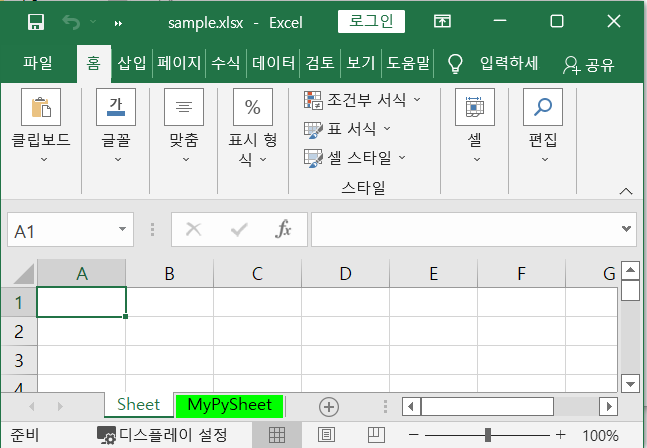 sample.xlsx - Excel 로그인
파일 홈 삽입 페이지 수식 데이터 검토 보기 도움말 입력하세 공유
클립보드
가
글꼴
맞춤
%
표시 형
식
조건부 서식
표 서식
셀 스타일
스타일
셀
편집
A1 fx
A B C D E F G
1
2
3
4
Sheet MyPySheet
준비 디스플레이 설정 100%